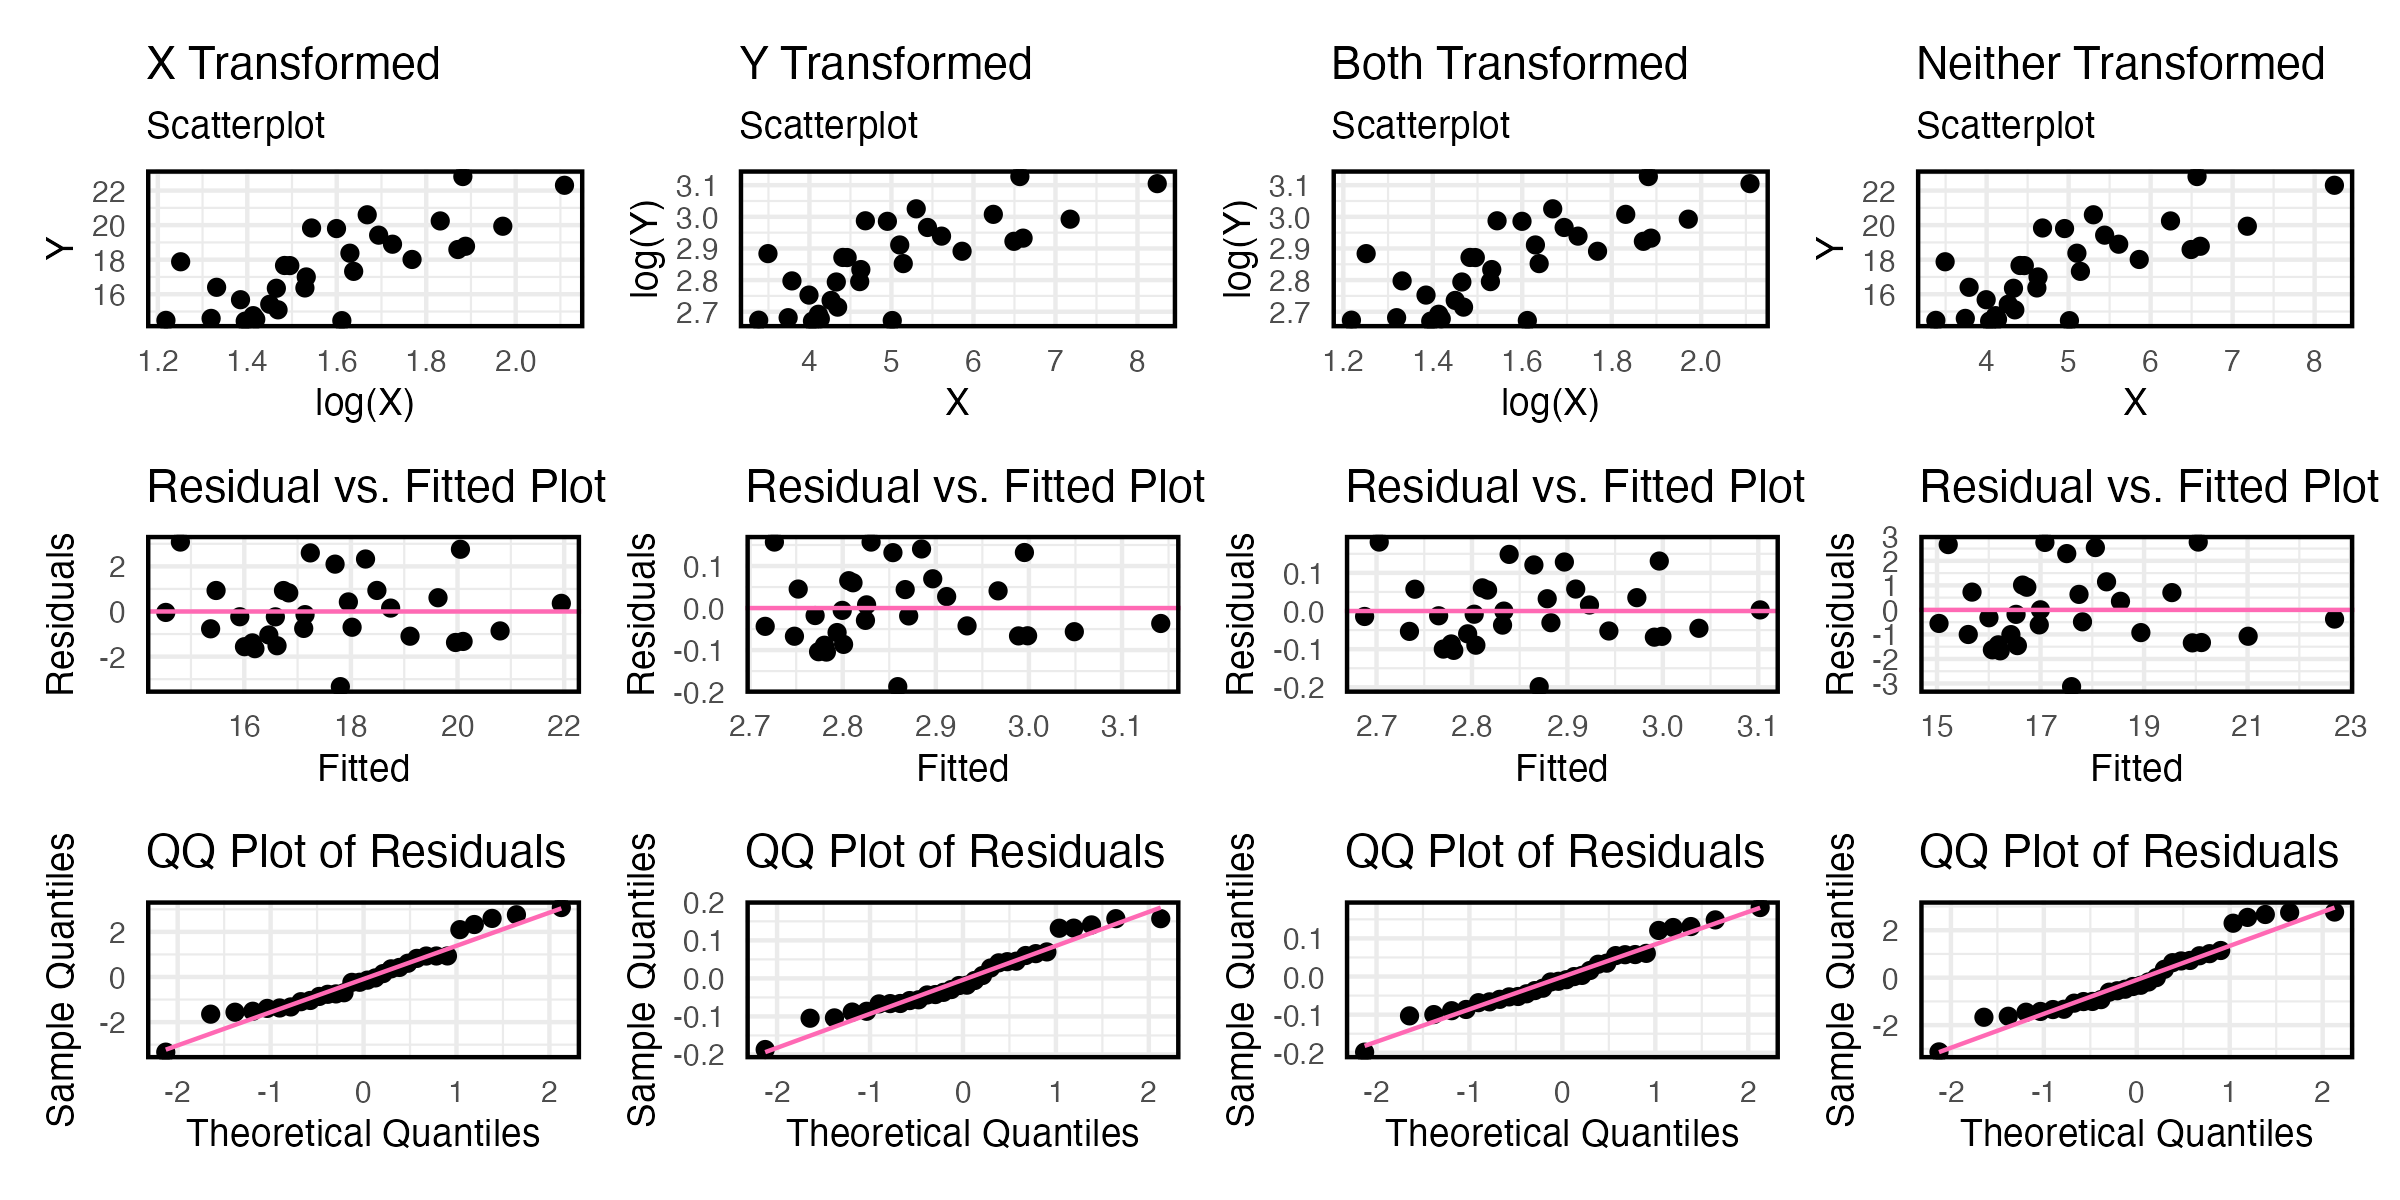 X Transformed
Y Transformed
Both Transformed
Neither Transformed
Scatterplot
Scatterplot
Scatterplot
Scatterplot
Y
22
20
18
16
1.2 1.4 1.6 1.8 2.0
log(X)
log(Y)
3.1
3.0
2.9
2.8
2.7
4 5 6 7 8
X
log(Y)
3.1
3.0
2.9
2.8
2.7
1.2 1.4 1.6 1.8 2.0
log(X)
Y
22
20
18
16
4 5 6 7 8
X
Residual vs. Fitted Plot
Residual vs. Fitted Plot
Residual vs. Fitted Plot
Residual vs. Fitted Plot
Residuals
2
0
-2
16 18 20 22
Fitted
Residuals
0.1
0.0
-0.1
-0.2
2.7 2.8 2.9 3.0 3.1
Fitted
Residuals
0.1
0.0
-0.1
-0.2
2.7 2.8 2.9 3.0 3.1
Fitted
Residuals
3
2
1
0
-1
-2
-3
15 17 19 21 23
Fitted
QQ Plot of Residuals
QQ Plot of Residuals
QQ Plot of Residuals
QQ Plot of Residuals
Sample Quantiles
2
0
-2
-2 -1 0 1 2
Theoretical Quantiles
Sample Quantiles
0.2
0.1
0.0
-0.1
-0.2
-2 -1 0 1 2
Theoretical Quantiles
Sample Quantiles
0.1
0.0
-0.1
-0.2
-2 -1 0 1 2
Theoretical Quantiles
Sample Quantiles
2
0
-2
-2 -1 0 1 2
Theoretical Quantiles